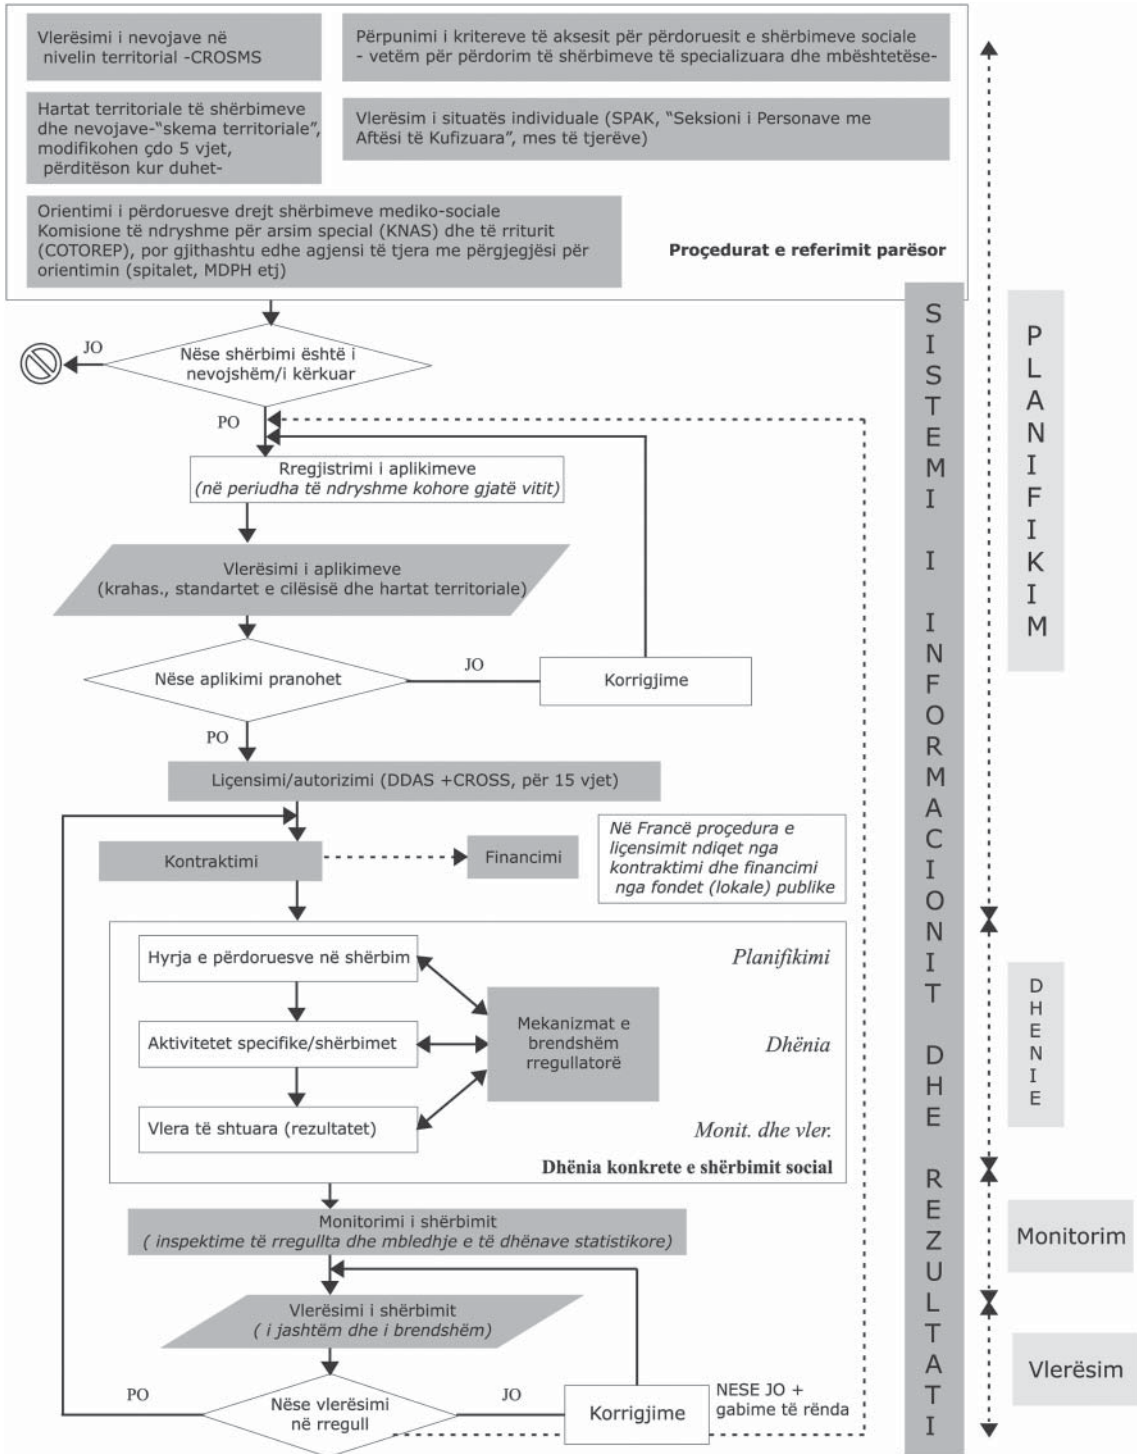 Vlerësimi i nevojave në
nivelin territorial -CROSMS
Përpunimi i kritereve të aksesit për përdoruesit e shërbimeve sociale
- vetëm për përdorim të shërbimeve të specializuara dhe mbështetëse-
Hartat territoriale të shërbimeve
dhe nevojave-“skema territoriale”,
modifikohen çdo 5 vjet,
përditëson kur duhet-
Vlerësim i situatës individuale (SPAK, “Seksioni i Personave me
Aftësi të Kufizuara”, mes të tjerëve)
Orientimi i përdoruesve drejt shërbimeve mediko-sociale
Komisione të ndryshme për arsim special (KNAS) dhe të rriturit
(COTOREP), por gjithashtu edhe agjensi të tjera me përgjegjësi për
orientimin (spitalet, MDPH etj)
Proçedurat e referimit parësor
JO
Nëse shërbimi është i
nevojshëm/i kërkuar
PO
Rregjistrimi i aplikimeve
(në periudha të ndryshme kohore gjatë vitit)
Vlerësimi i aplikimeve
(krahas., standartet e cilësisë dhe hartat territoriale)
Nëse aplikimi pranohet
JO
Korrigjime
PO
Liçensimi/autorizimi (DDAS +CROSS, për 15 vjet)
Kontraktimi
Financimi
Në Francë proçedura e
liçensimit ndiqet nga
kontraktimi dhe financimi
nga fondet (lokale) publike
Hyrja e përdoruesve në shërbim
Planifikimi
Aktivitetet specifike/shërbimet
Mekanizmat e
brendshëm
rregullatorë
Dhënia
Vlera të shtuara (rezultatet)
Monit. dhe vler.
Dhënia konkrete e shërbimit social
Monitorimi i shërbimit
( inspektime të rregullta dhe mbledhje e të dhënave statistikore)
Vlerësimi i shërbimit
( i jashtëm dhe i brendshëm)
PO
Nëse vlerësimi
në rregull
JO
Korrigjime
NESE JO +
gabime të rënda
SISTEMI I INFORMACIONIT DHE REZULTATI
PLANIFIKIM
DHENIE
Monitorim
Vlerësim